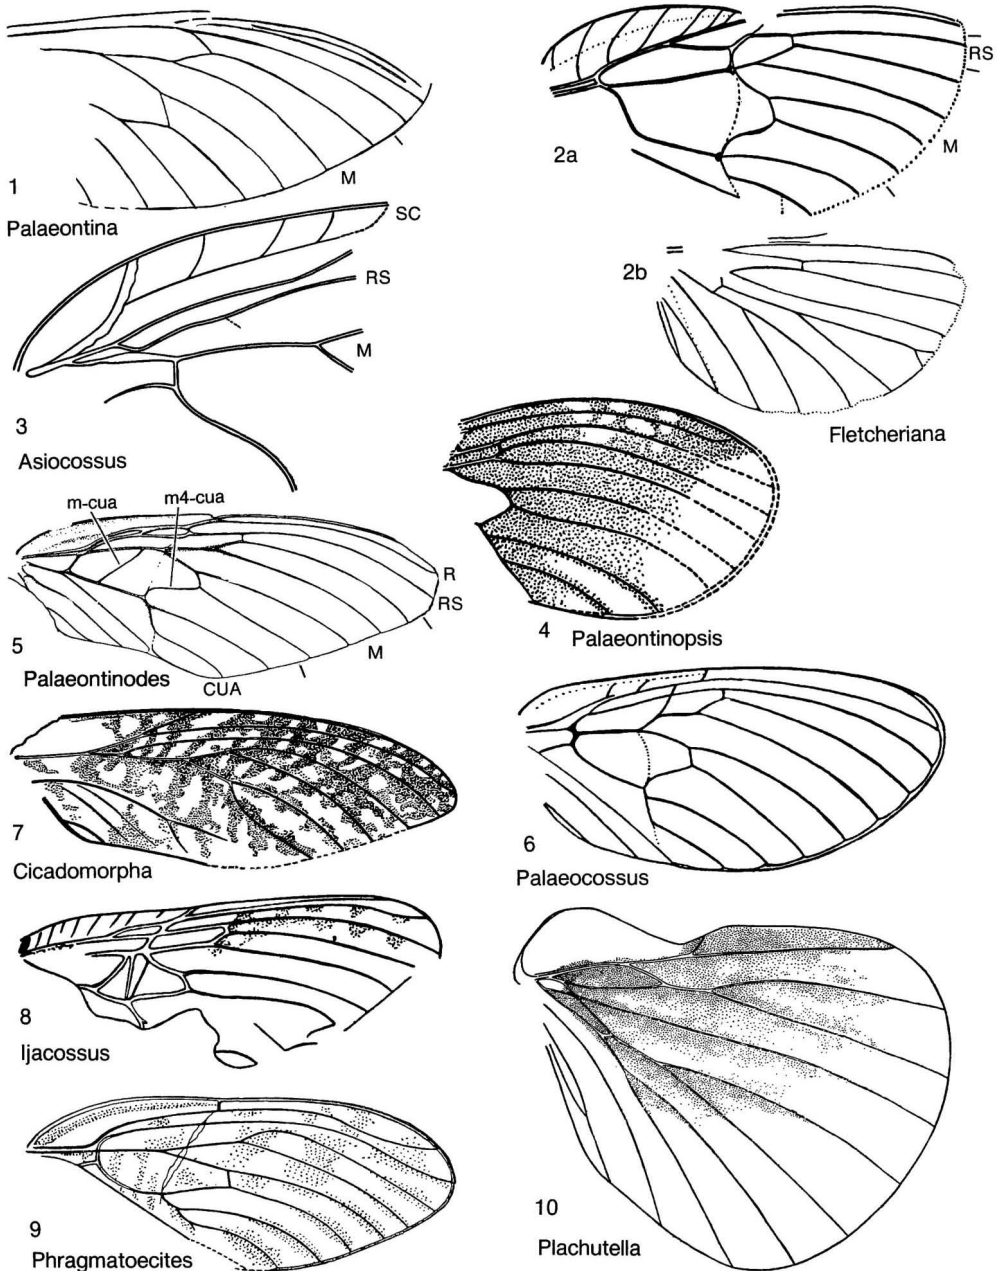 1
M
Palaeontina
2a
RS
M
SC
RS
M
3
Asiocossus
2b
Fletcheriana
4 Palaeontinopsis
m-cua m4-cua
R
RS
M
CUA
5
Palaeontinodes
6
Palaeocossus
7
Cicadomorpha
8
Ijacossus
9
Phragmatoecites
10
Plachutella